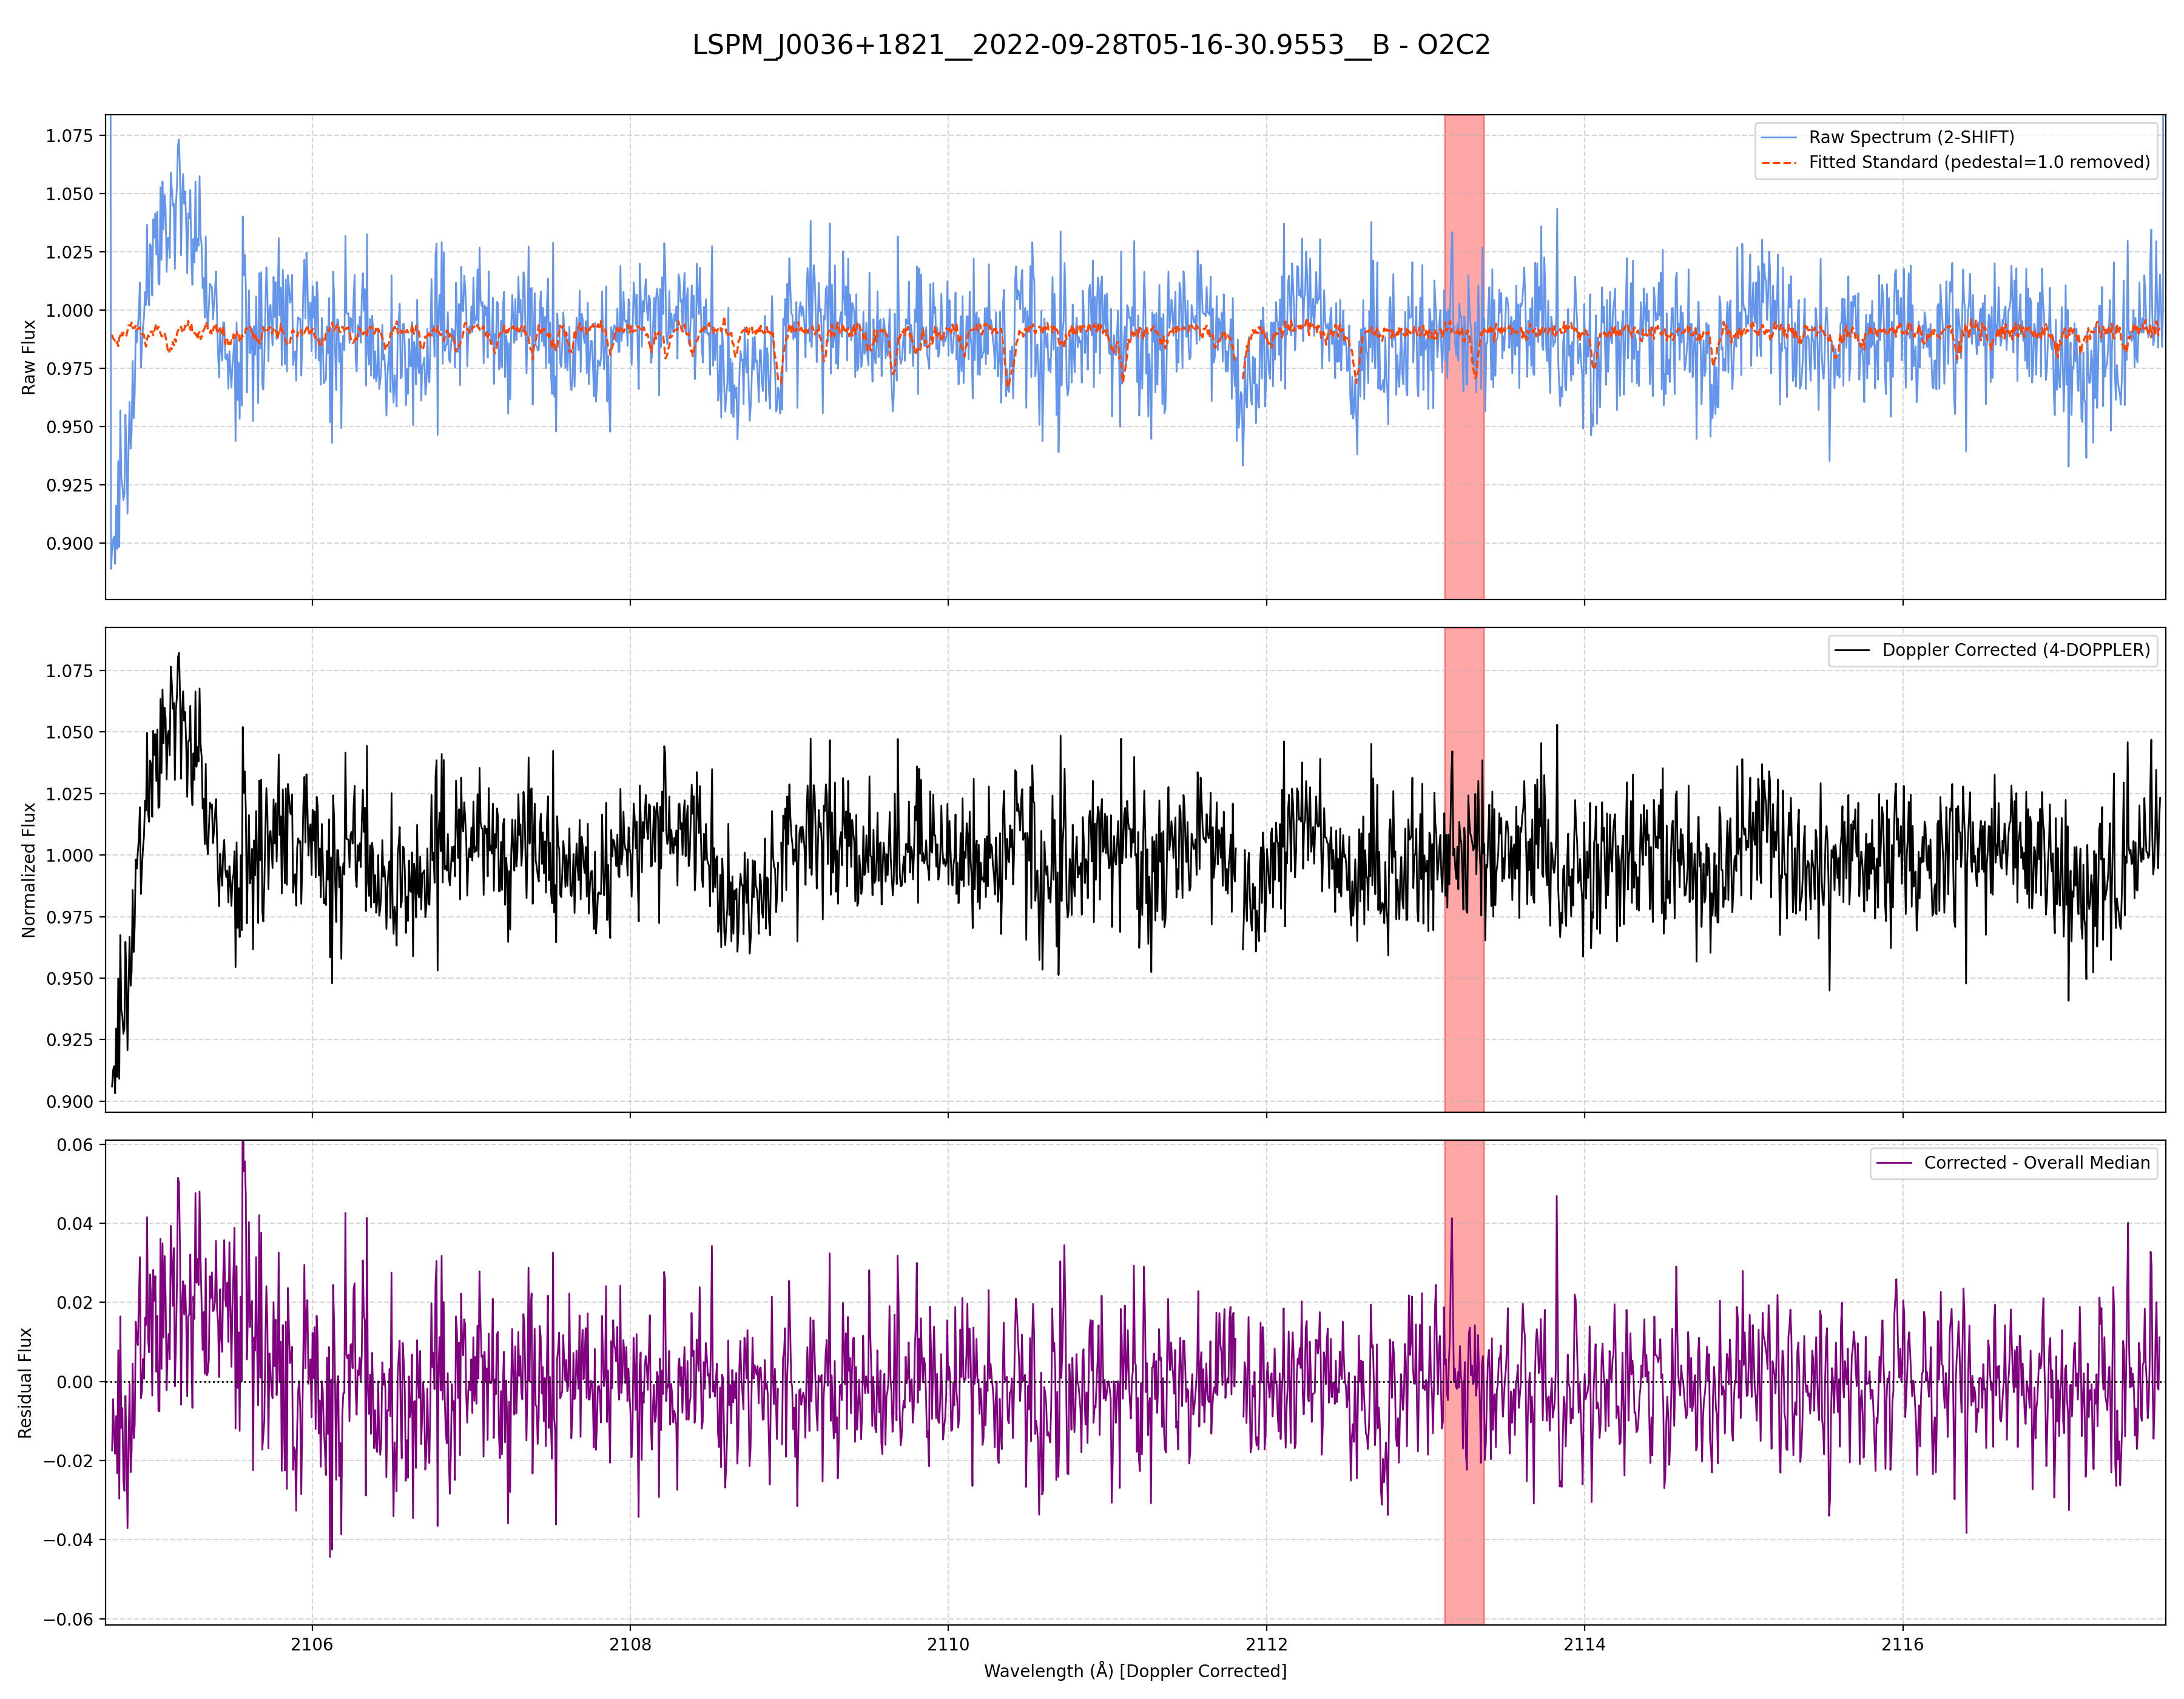 LSPM_J0036+1821__2022-09-28T05-16-30.9553__B - O2C2
Raw Flux
1.075
1.050
1.025
1.000
0.975
0.950
0.925
0.900
Raw Spectrum (2-SHIFT)
Fitted Standard (pedestal=1.0 removed)
Normalized Flux
1.075
1.050
1.025
1.000
0.975
0.950
0.925
0.900
Doppler Corrected (4-DOPPLER)
Residual Flux
0.06
0.04
0.02
0.00
−0.02
−0.04
−0.06
Corrected - Overall Median
2106 2108 2110 2112 2114 2116
Wavelength (Å) [Doppler Corrected]